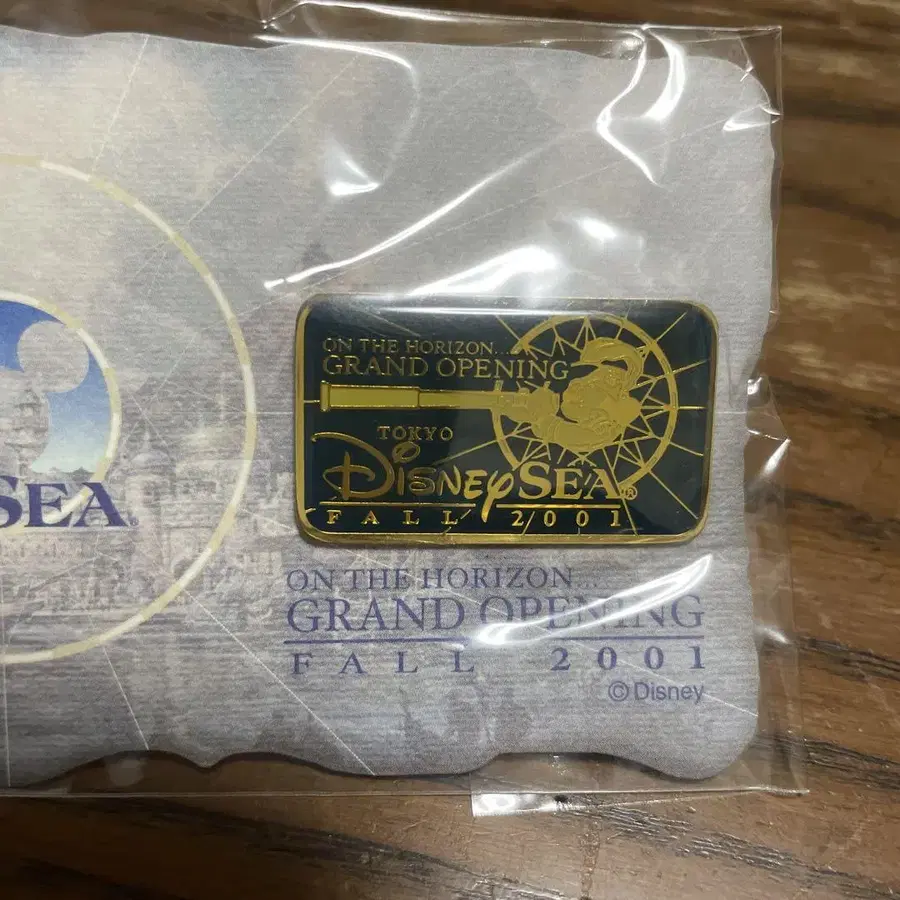 ON THE HORIZON...
GRAND OPENING
TOKYO
DISNEYSEA®
FALL 2001
SEA
ON THE HORIZON...
GRAND OPENING
FALL 2001
©Disney